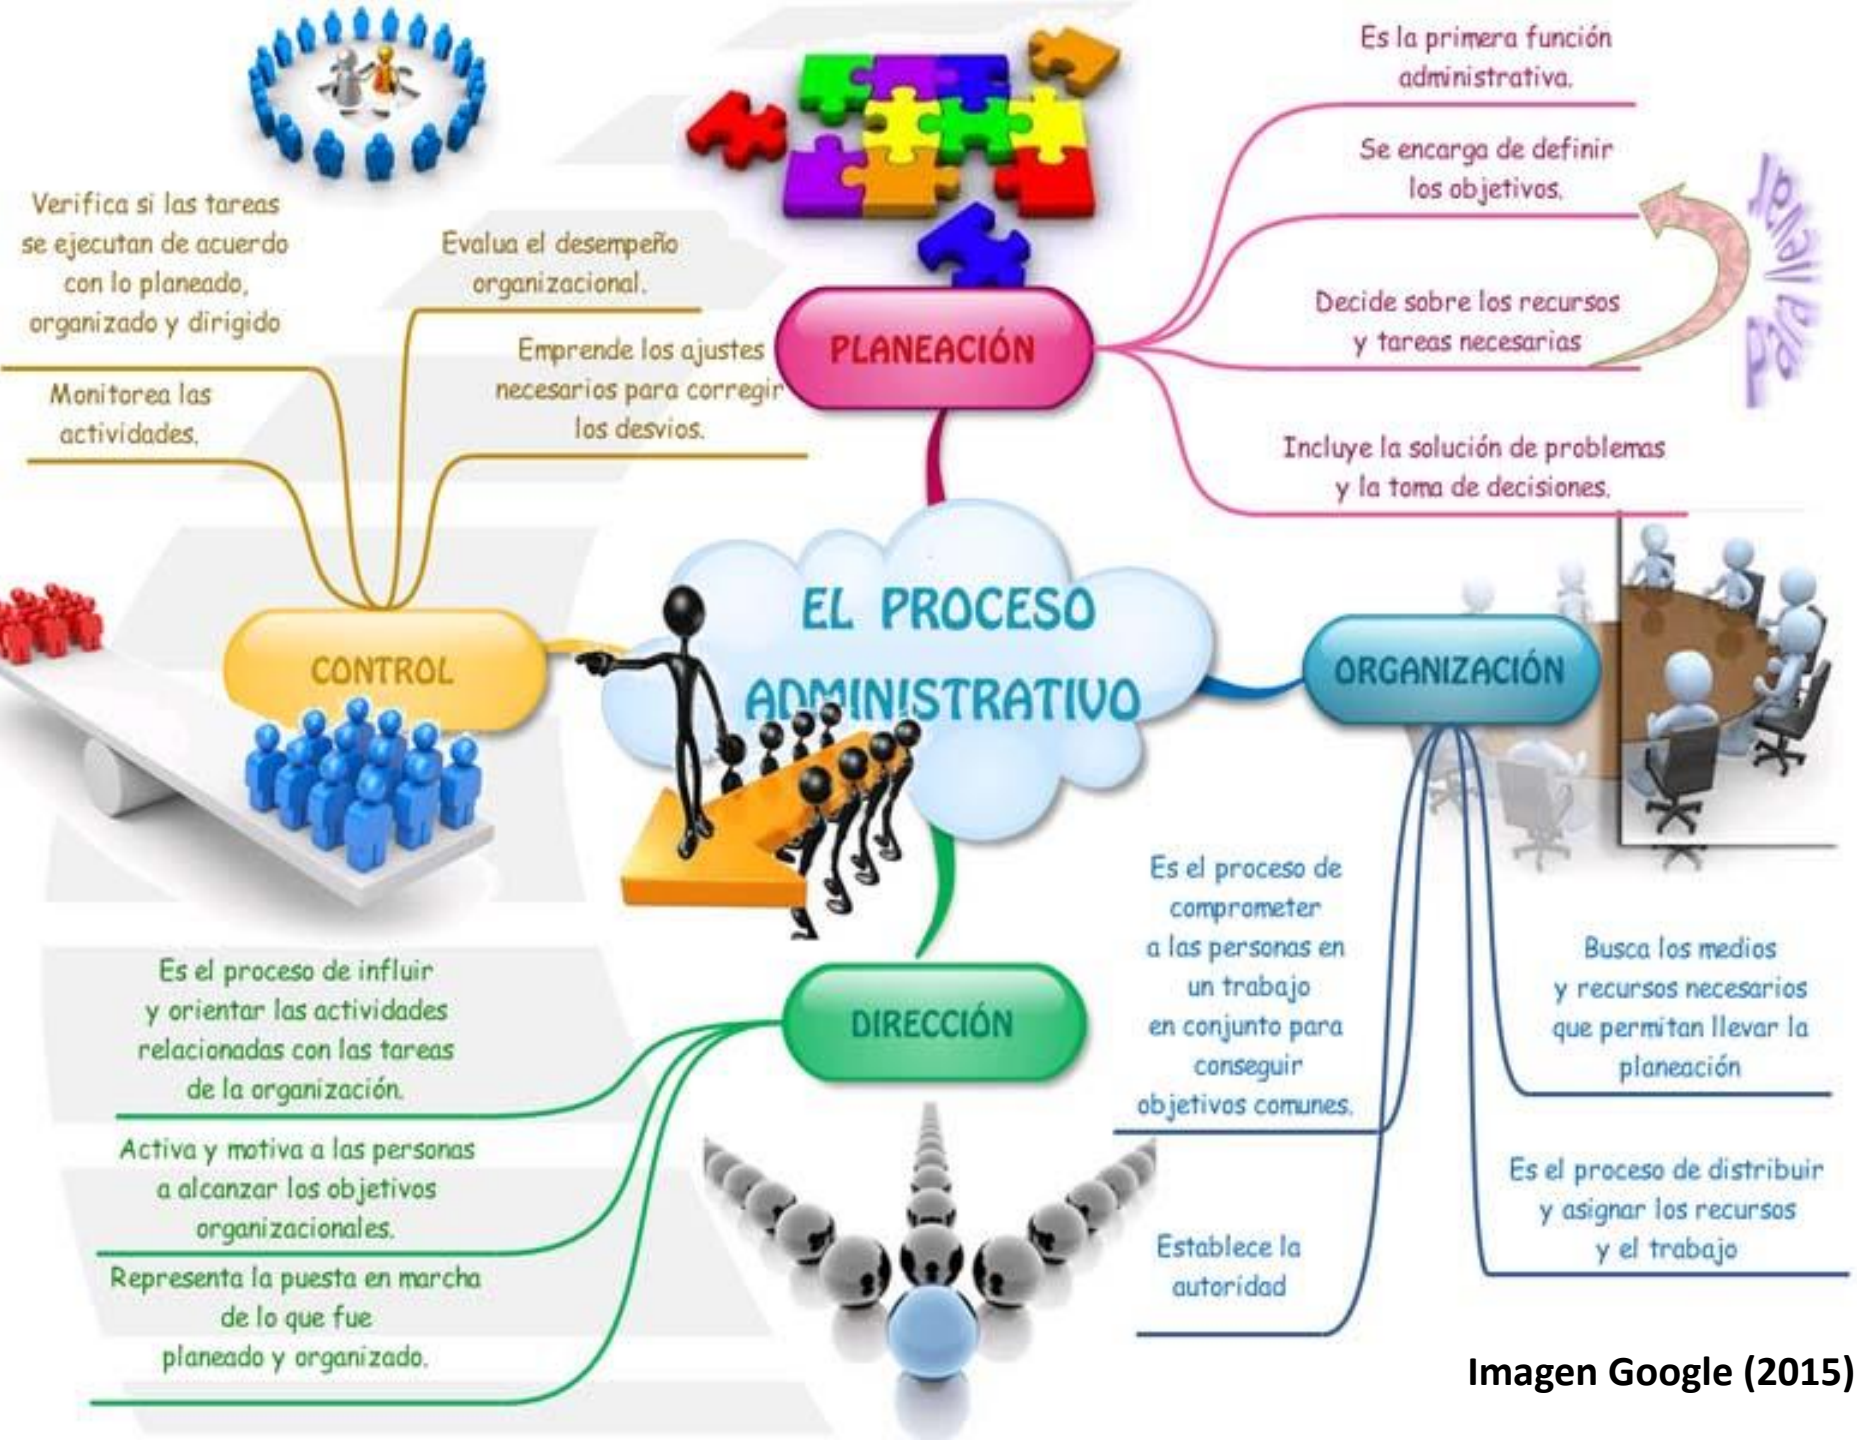 Es la primera función
administrativa.
Se encarga de definir
los objetivos.
Decide sobre los recursos
y tareas necesarias
Para llevar
Incluye la solución de problemas
y la toma de decisiones.
PLANEACIÓN
Verifica si las tareas
se ejecutan de acuerdo
con lo planeado,
organizado y dirigido
Evalua el desempeño
organizacional.
Emprende los ajustes
necesarios para corregir
los desvios.
Monitorea las
actividades.
CONTROL
EL PROCESO
ADMINISTRATIVO
ORGANIZACIÓN
Es el proceso de
comprometer
a las personas en
un trabajo
en conjunto para
conseguir
objetivos comunes.
Busca los medios
y recursos necesarios
que permitan llevar la
planeación
Establece la
autoridad
Es el proceso de distribuir
y asignar los recursos
y el trabajo
DIRECCIÓN
Es el proceso de influir
y orientar las actividades
relacionadas con las tareas
de la organización.
Activa y motiva a las personas
a alcanzar los objetivos
organizacionales.
Representa la puesta en marcha
de lo que fue
planeado y organizado.
Imagen Google (2015)